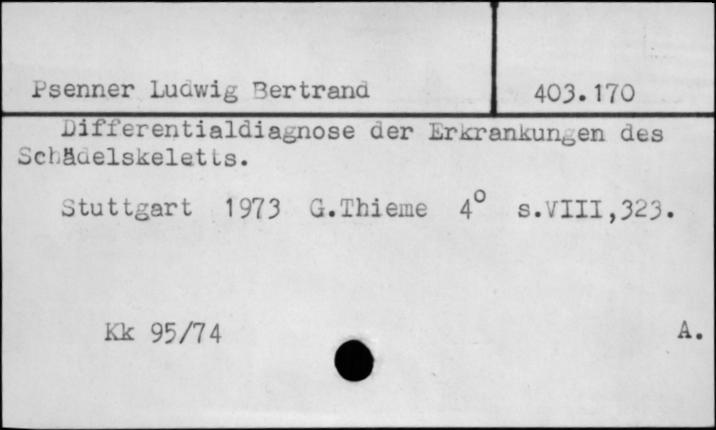 Psenner Ludwig Bertrand 403.170
Differentialdiagnose der Erkrankungen des
Schädelskeletts.
Stuttgart 1973 G.Thieme 4° s.VIII,323.
Kk 95/74 A.